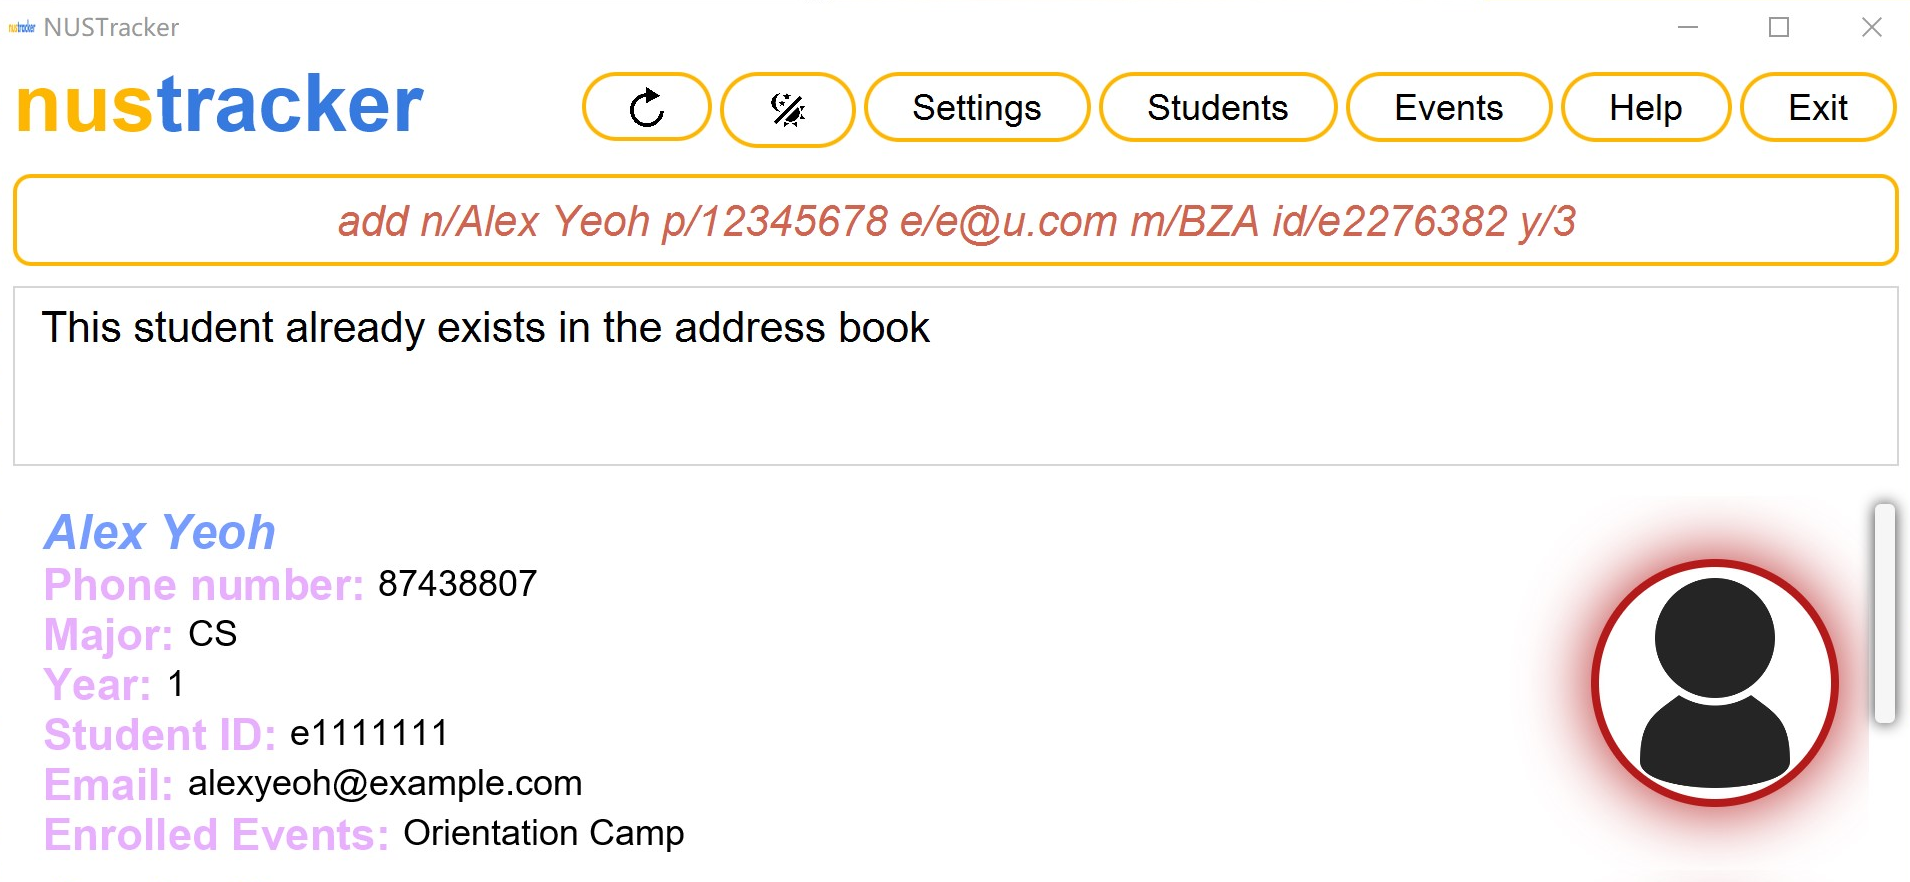 nustracker NUSTracker
nustracker
Settings Students Events Help Exit
add n/Alex Yeoh p/12345678 e/e@u.com m/BZA id/e2276382 y/3
This student already exists in the address book
Alex Yeoh
Phone number: 87438807
Major: CS
Year: 1
Student ID: e1111111
Email: alexyeoh@example.com
Enrolled Events: Orientation Camp